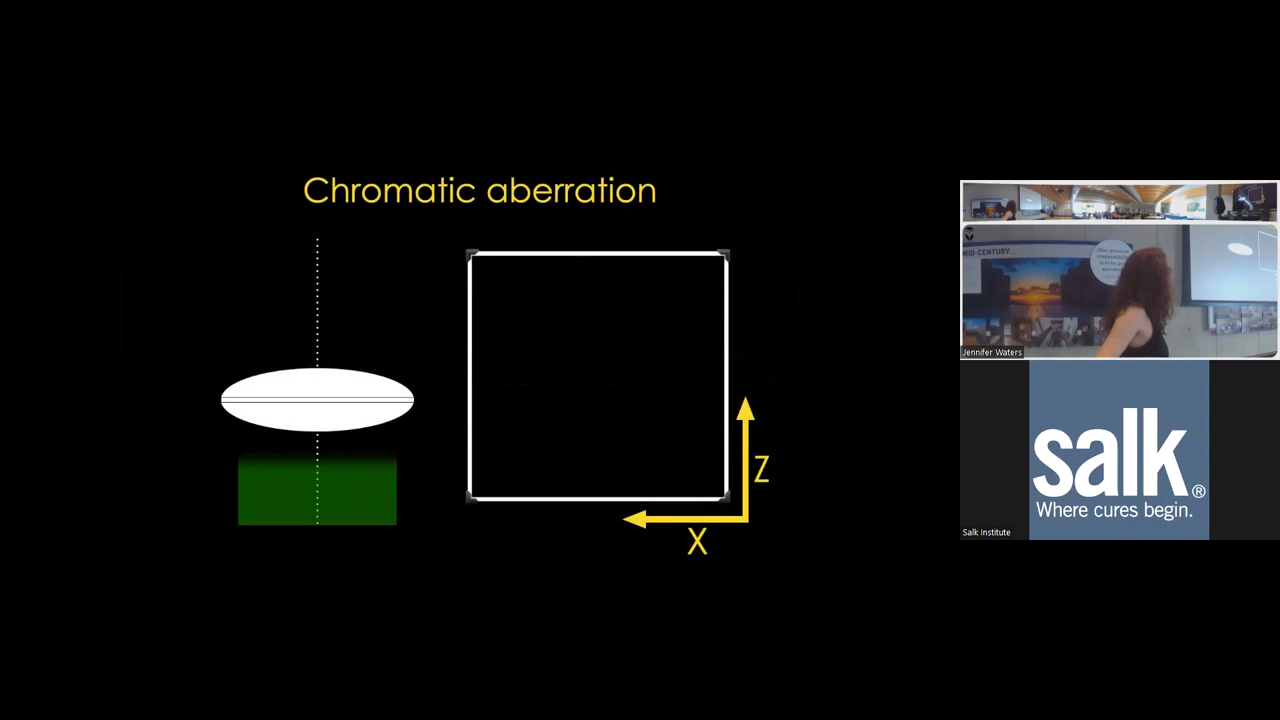 Chromatic aberration
Z
X
MID-CENTURY...
Jennifer Waters
salk®
Where cures begin.
Salk Institute